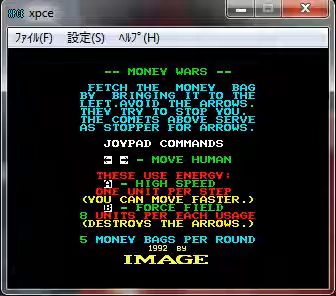 xpce
ﾌｧｲﾙ(F) 設定(S) ﾍﾙﾌﾟ(H)
-- MONEY WARS --
FETCH THE MONEY BAG
BY BRINGING IT TO THE
LEFT.AVOID THE ARROWS.
THEY TRY TO STOP YOU.
THE COMETS ABOVE SERVE
AS STOPPER FOR ARROWS.
JOYPAD COMMANDS
← → - MOVE HUMAN
THESE USE ENERGY:
A - HIGH SPEED
ONE UNIT PER STEP
(YOU CAN MOVE FASTER.)
B - FORCE FIELD
8 UNITS PER EACH USAGE
(DESTROYS THE ARROWS.)
5 MONEY BAGS PER ROUND
1992 BY
IMAGE